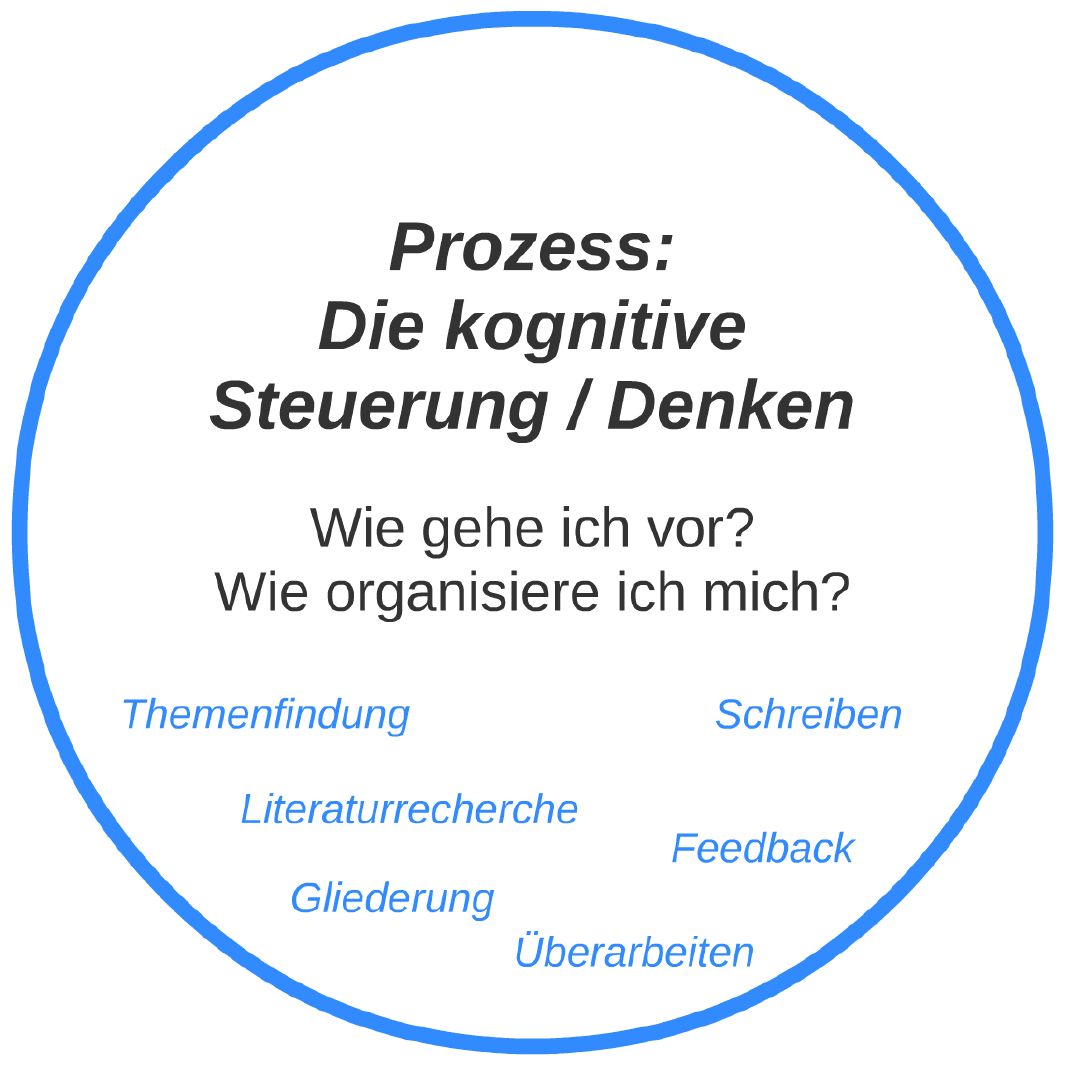 Prozess:
Die kognitive
Steuerung / Denken
Wie gehe ich vor?
Wie organisiere ich mich?
Themenfindung
Schreiben
Literaturrecherche
Feedback
Gliederung
Überarbeiten